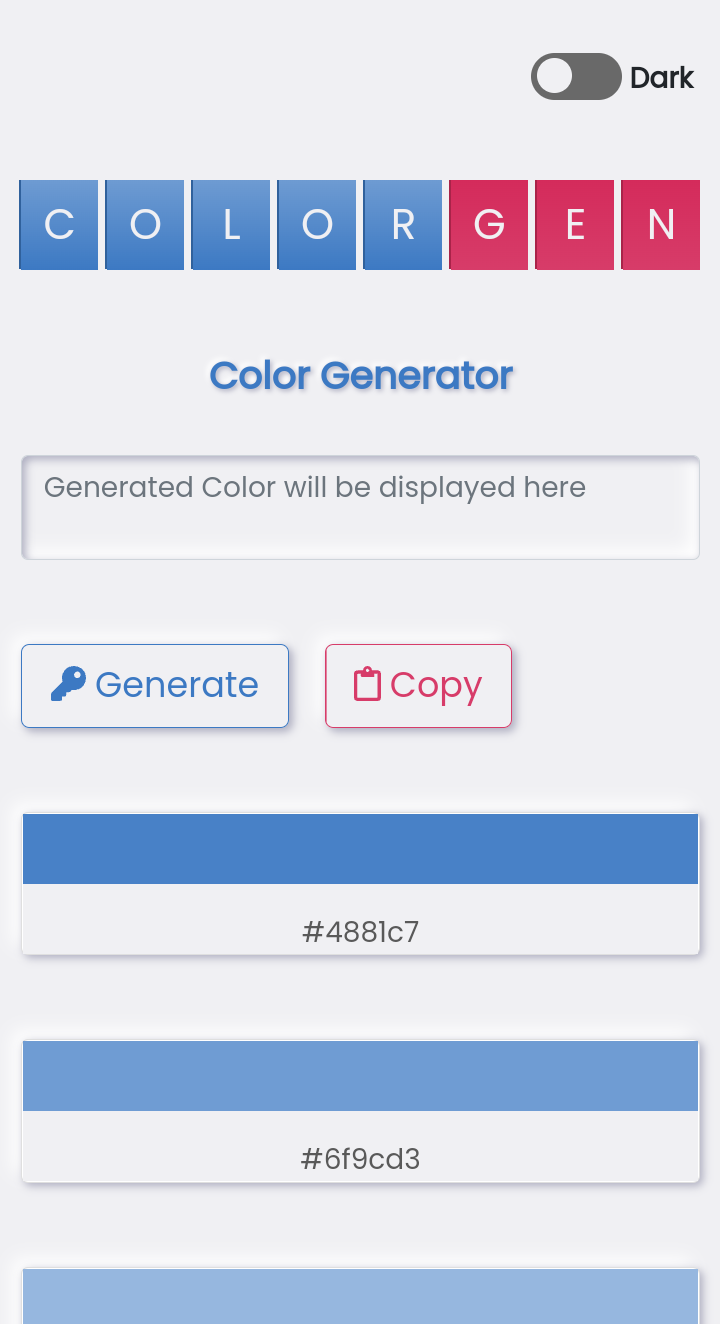 Dark
C O L O R G E N
Color Generator
Generated Color will be displayed here
Generate Copy
#4881c7
#6f9cd3